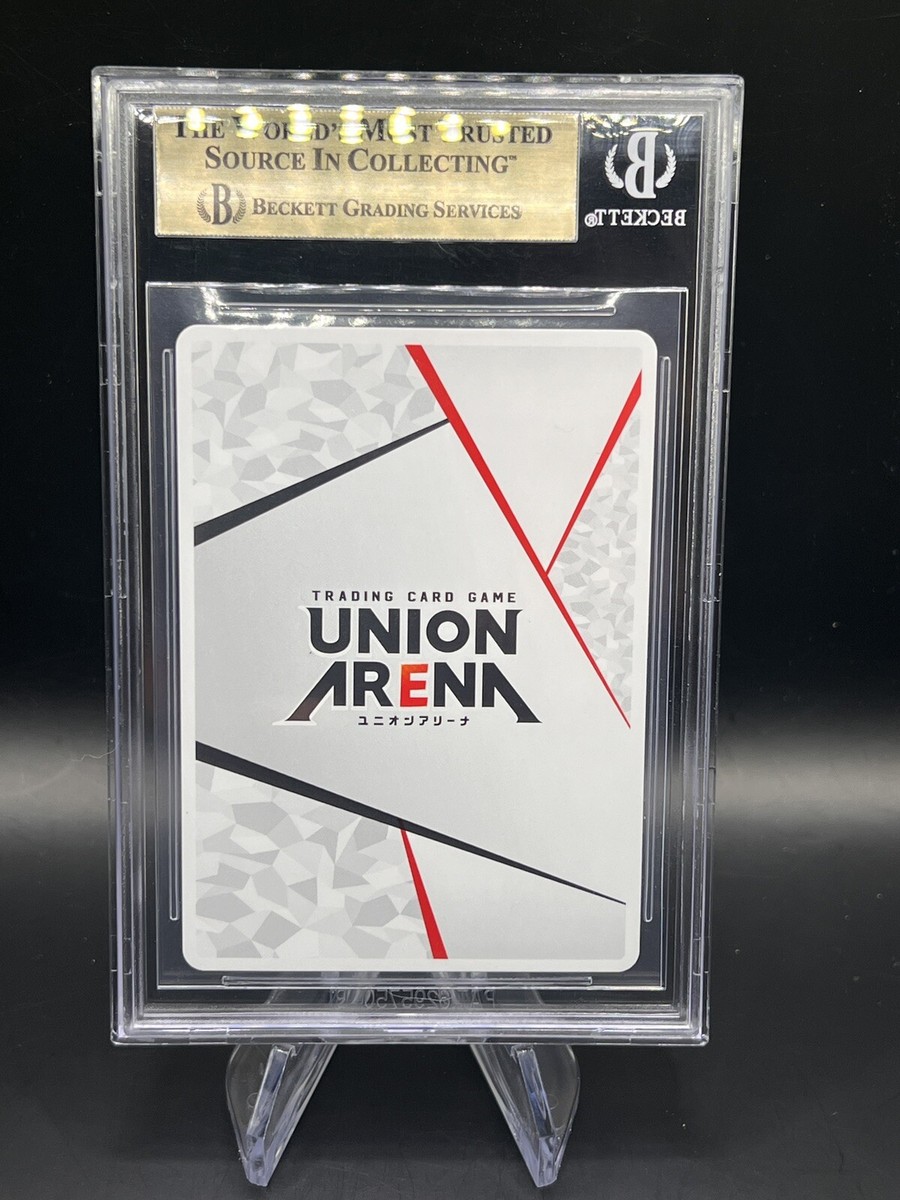 THE WORLD'S MOST TRUSTED
SOURCE IN COLLECTING™
B BECKETT GRADING SERVICES
B
BECKETT®
TRADING CARD GAME
UNION
ARENA
ユニオンアリーナ